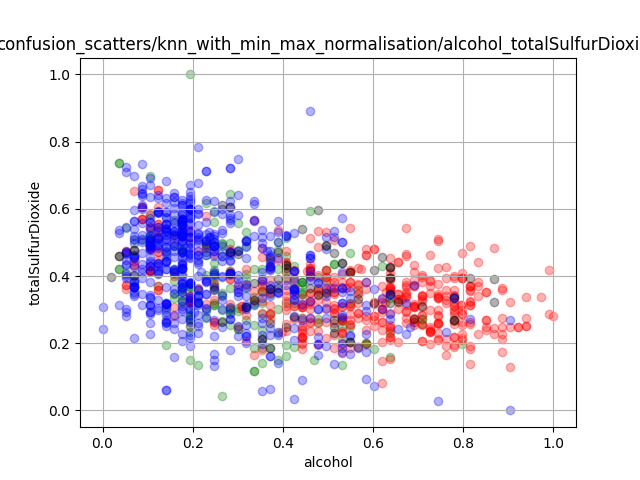 confusion_scatters/knn_with_min_max_normalisation/alcohol_totalSulfurDioxi
1.0
0.8
0.6
0.4
0.2
0.0
totalSulfurDioxide
0.0 0.2 0.4 0.6 0.8 1.0
alcohol